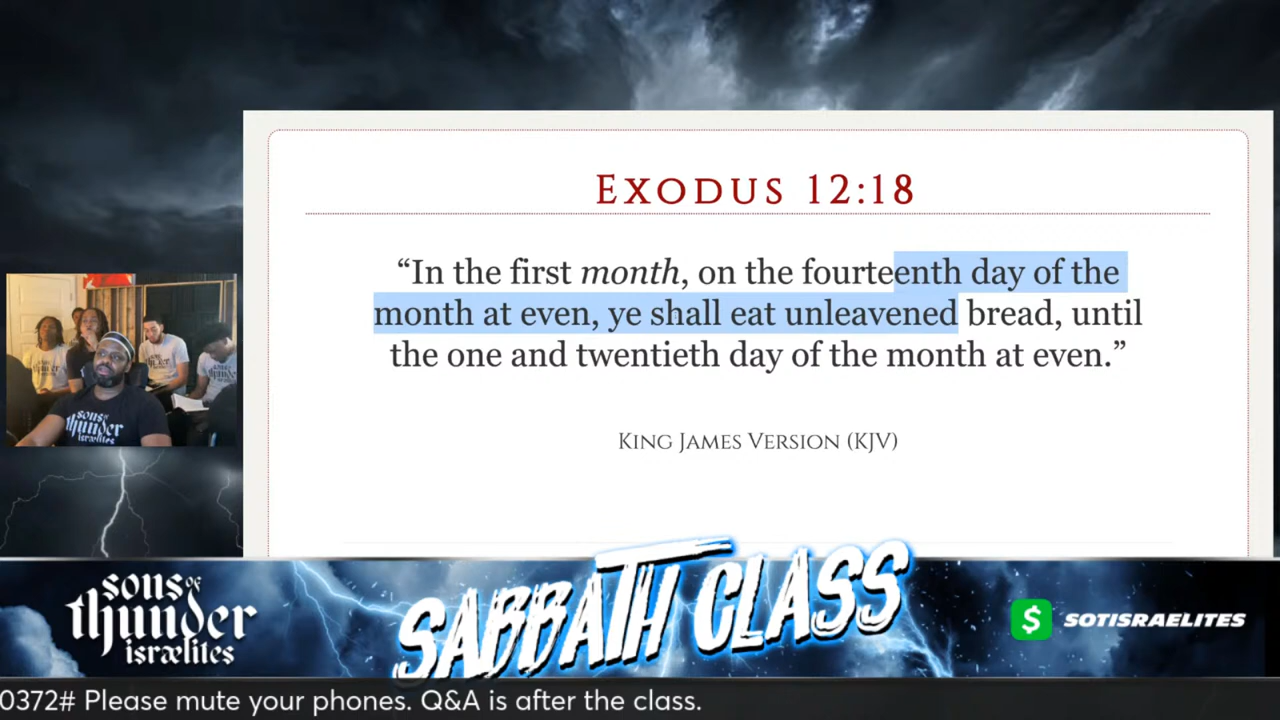 EXODUS 12:18
“In the first month, on the fourteenth day of the
month at even, ye shall eat unleavened bread, until
the one and twentieth day of the month at even.”
KING JAMES VERSION (KJV)
sons of
thunder
israelites
sons of
thunder
israelites
SABBATH CLASS
$ SOTISRAELITES
0372# Please mute your phones. Q&A is after the class.